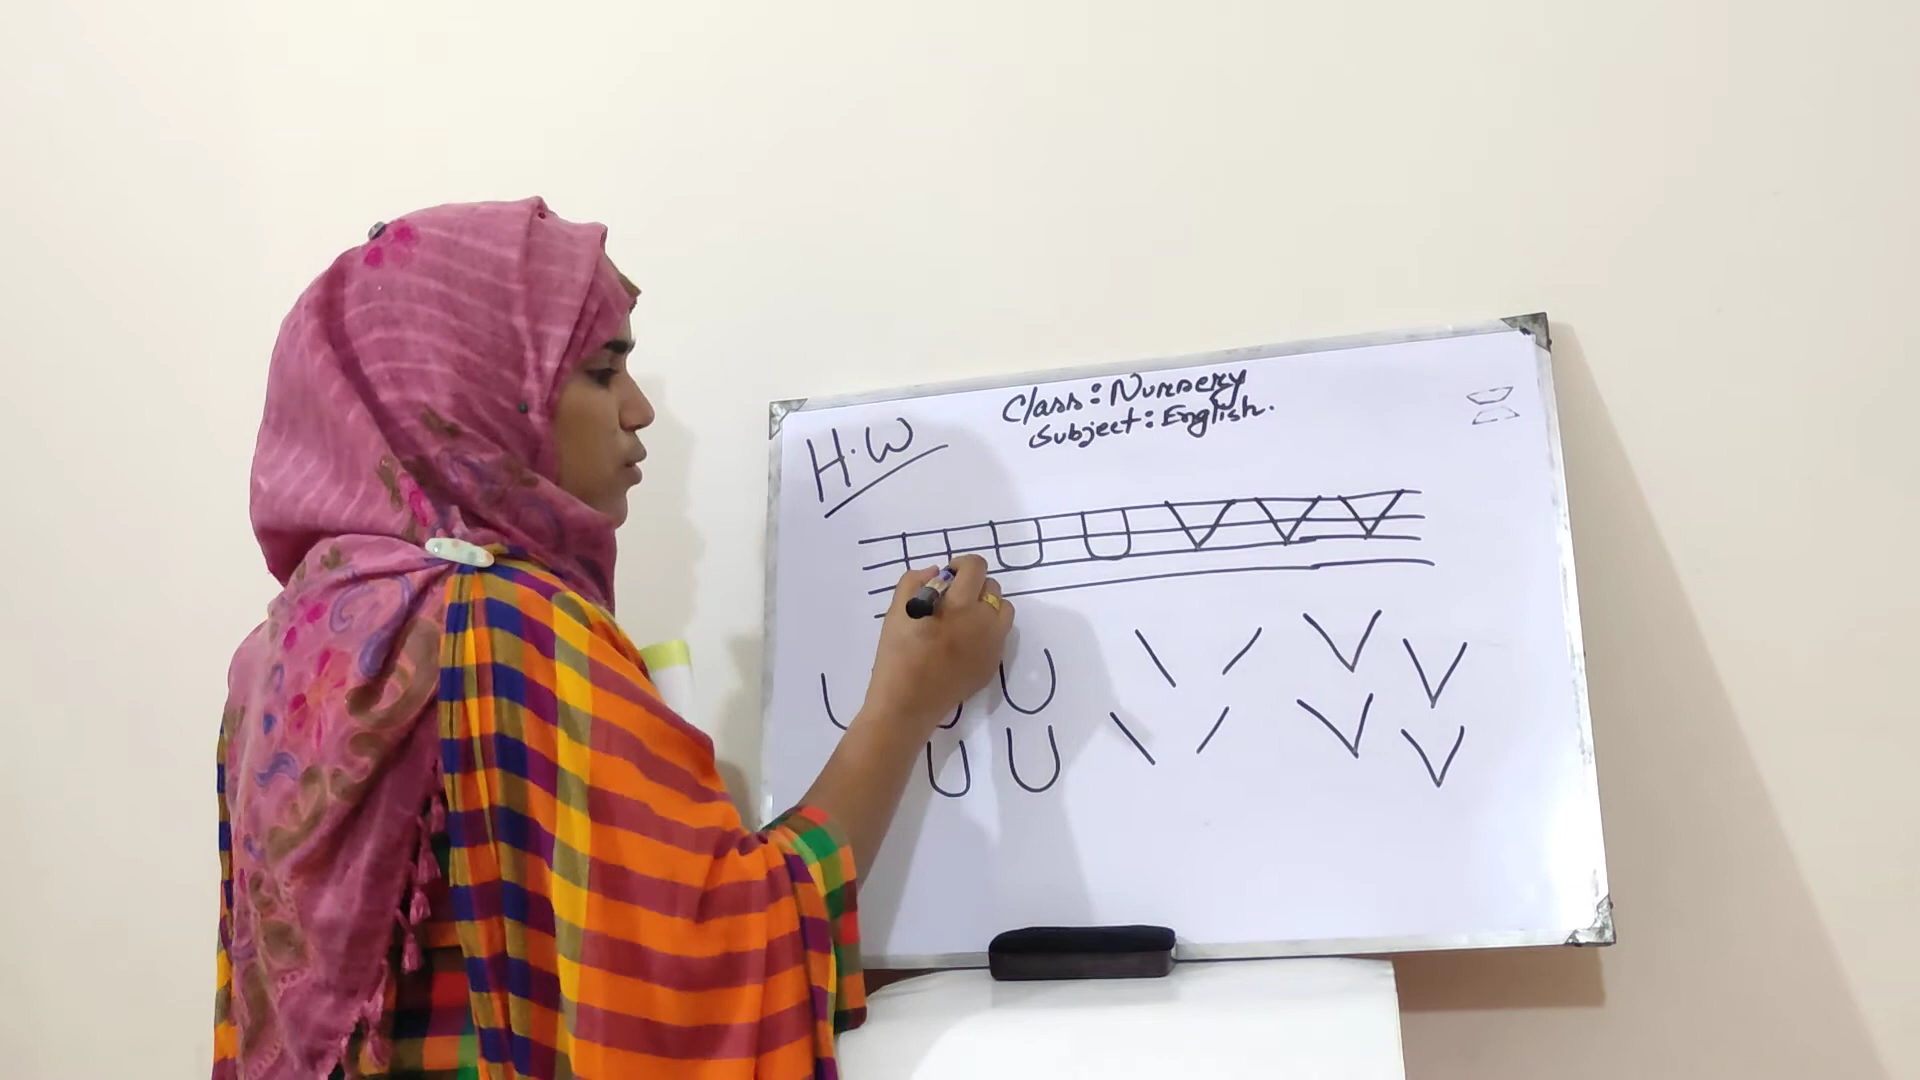 Class: Nursery
Subject: English.
H.W
U U U V V V
U U V V
U U V V